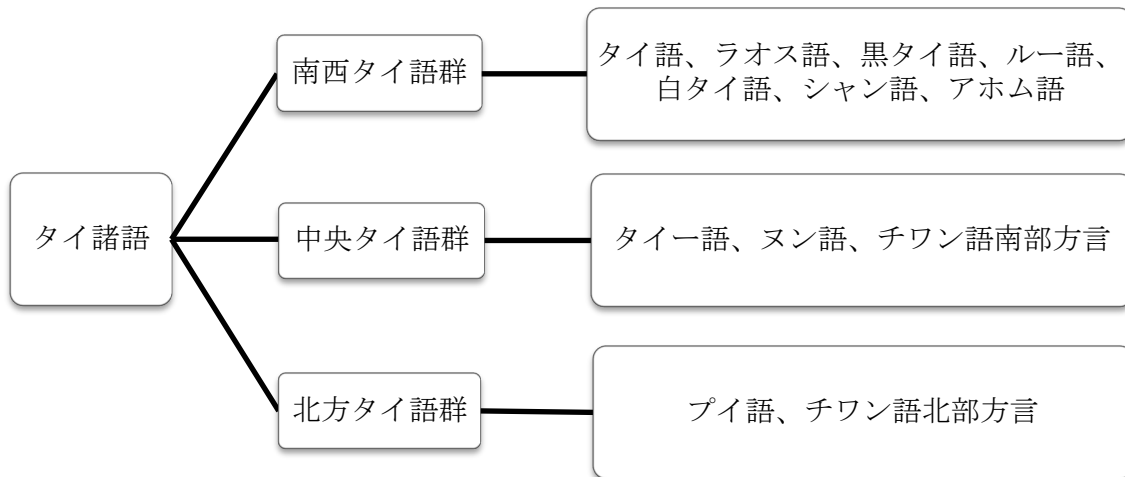 タイ諸語
南西タイ語群
タイ語、ラオス語、黒タイ語、ルー語、
白タイ語、シャン語、アホム語
中央タイ語群
タイー語、ヌン語、チワン語南部方言
北方タイ語群
プイ語、チワン語北部方言